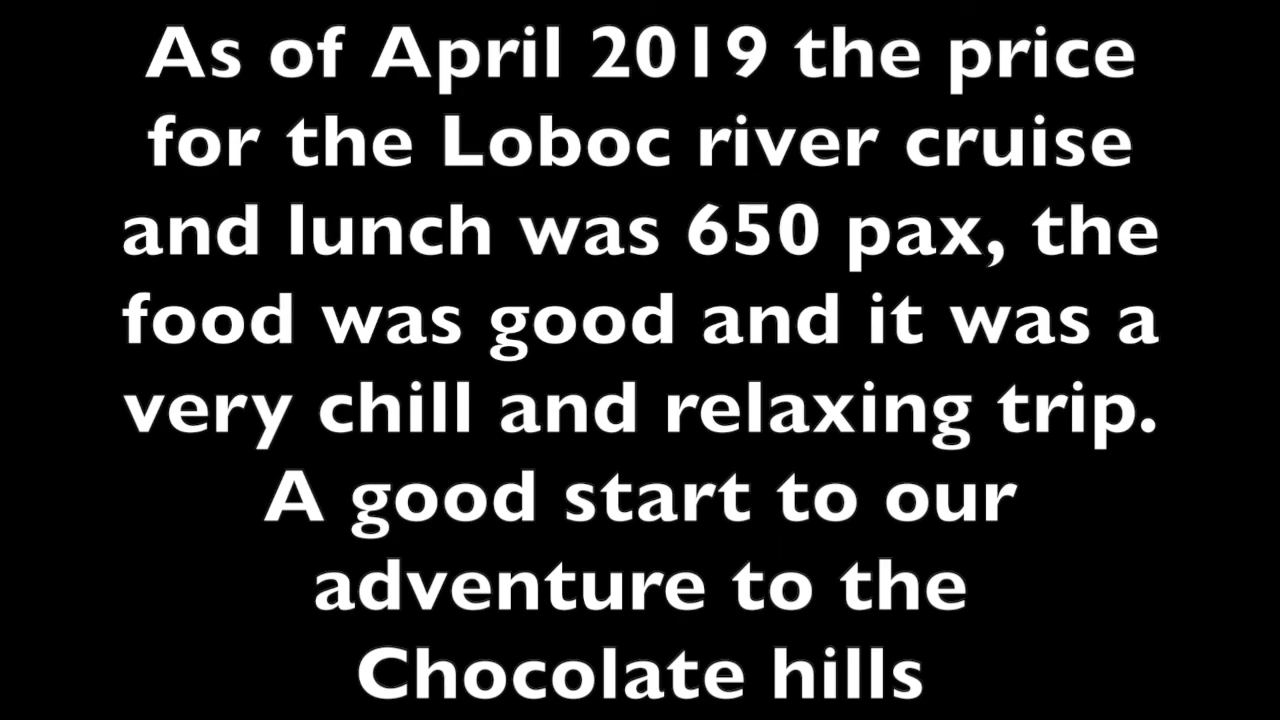 As of April 2019 the price
for the Loboc river cruise
and lunch was 650 pax, the
food was good and it was a
very chill and relaxing trip.
A good start to our
adventure to the
Chocolate hills